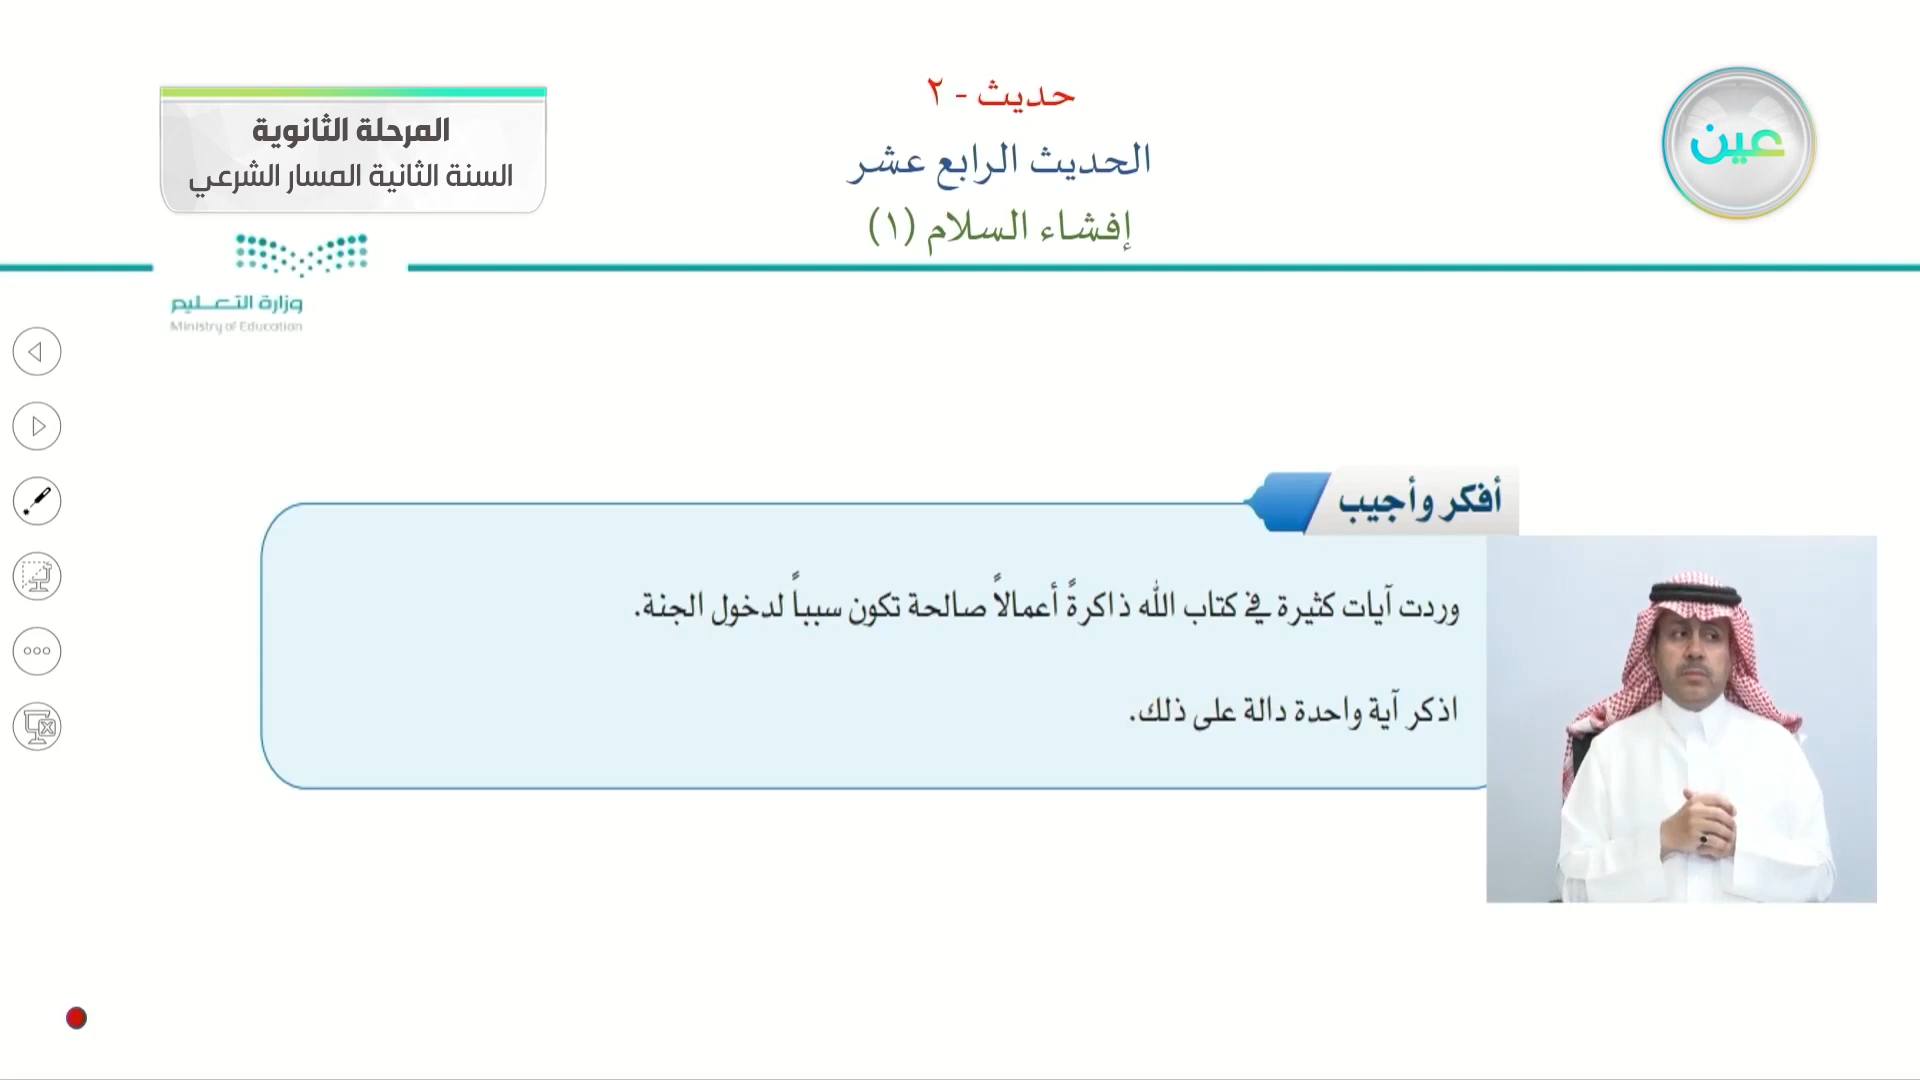 حديث - ٢
الحديث الرابع عشر
إفشاء السلام (١)
المرحلة الثانوية
السنة الثانية المسار الشرعي
عين
وزارة التعليم
Ministry of Education
أفكر وأجيب
وردت آيات كثيرة في كتاب الله ذاكرةً أعمالاً صالحة تكون سبباً لدخول الجنة.
اذكر آية واحدة دالة على ذلك.